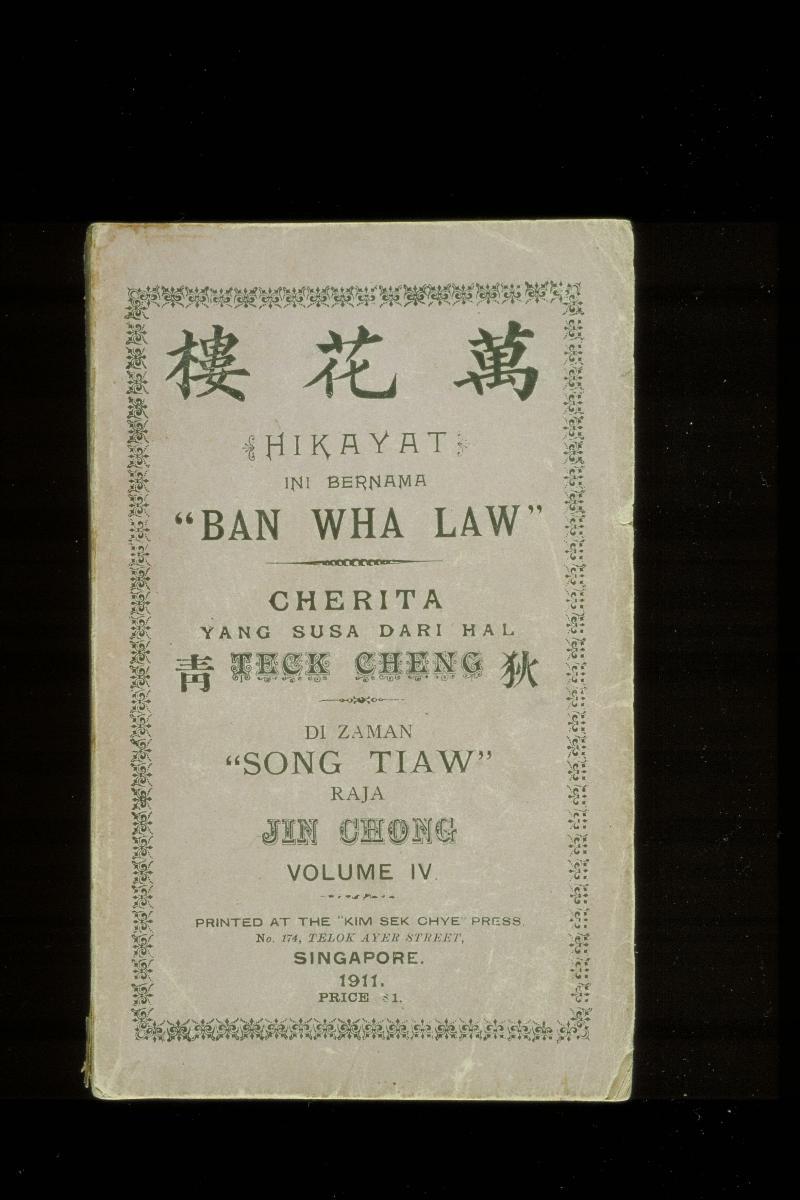 萬花樓
HIKAYAT
INI BERNAMA
"BAN WHA LAW"
CHERITA
YANG SUSA DARI HAL
靑 TECK CHENG 狄
DI ZAMAN
"SONG TIAW"
RAJA
JIN CHONG
VOLUME IV.
PRINTED AT THE "KIM SEK CHYE" PRESS,
No. 174, TELOK AYER STREET,
SINGAPORE.
1911.
PRICE $1.